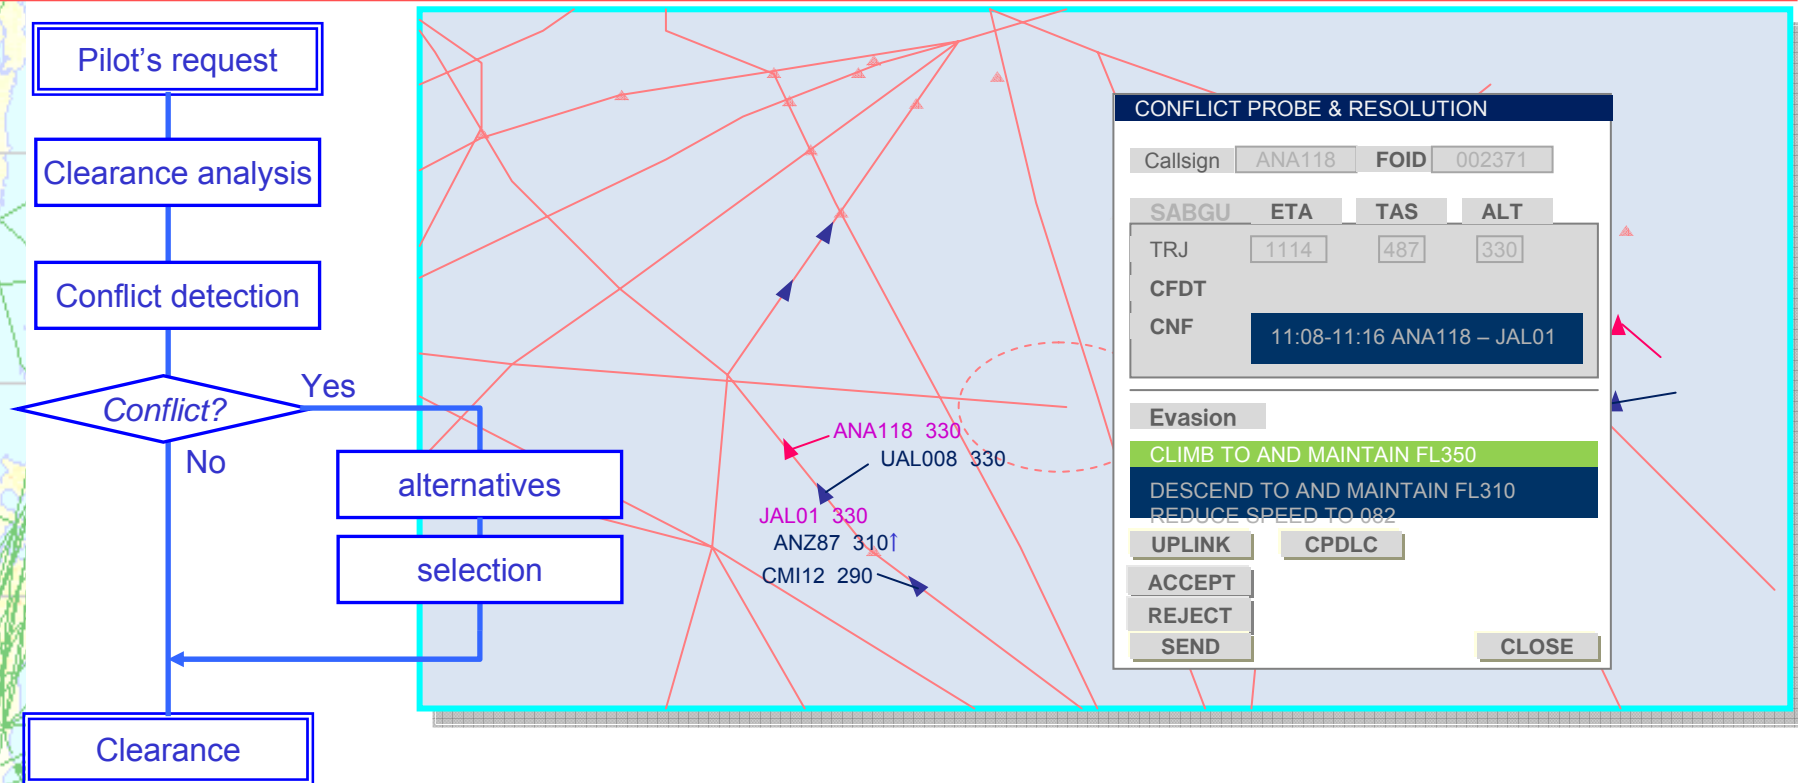 Pilot's request
Clearance analysis
Conflict detection
Conflict?
Yes
No
alternatives
selection
Clearance
ANA118 330
UAL008 330
JAL01 330
ANZ87 310↑
CMI12 290
CONFLICT PROBE & RESOLUTION
Callsign ANA118 FOID 002371
SABGU ETA TAS ALT
TRJ 1114 487 330
CFDT
CNF 11:08-11:16 ANA118 – JAL01
Evasion
CLIMB TO AND MAINTAIN FL350
DESCEND TO AND MAINTAIN FL310
REDUCE SPEED TO 082
UPLINK CPDLC
ACCEPT
REJECT
SEND CLOSE